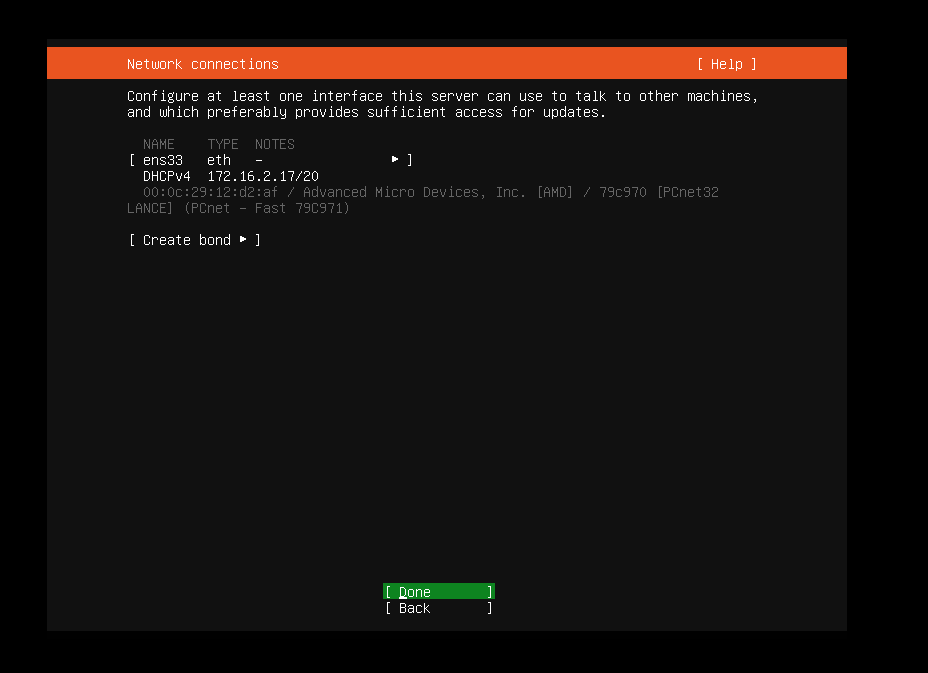 Network connections [ Help ]
Configure at least one interface this server can use to talk to other machines,
and which preferably provides sufficient access for updates.
NAME TYPE NOTES
[ ens33 eth – ▸ ]
DHCPv4 172.16.2.17/20
00:0c:29:12:d2:af / Advanced Micro Devices, Inc. [AMD] / 79c970 [PCnet32
LANCE] (PCnet – Fast 79C971)
[ Create bond ▸ ]
[ Done ]
[ Back ]